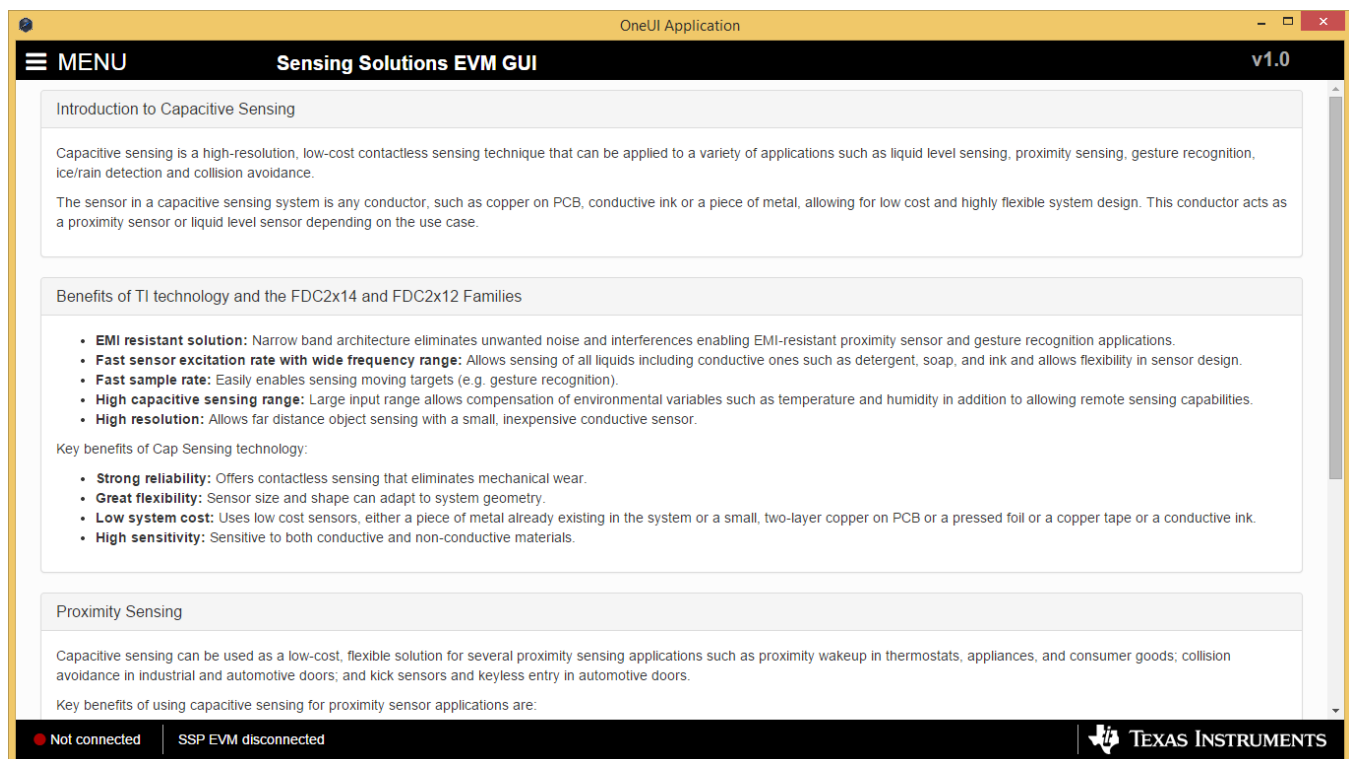 OneUI Application
MENU
Sensing Solutions EVM GUI
v1.0
Introduction to Capacitive Sensing
Capacitive sensing is a high-resolution, low-cost contactless sensing technique that can be applied to a variety of applications such as liquid level sensing, proximity sensing, gesture recognition,
ice/rain detection and collision avoidance.
The sensor in a capacitive sensing system is any conductor, such as copper on PCB, conductive ink or a piece of metal, allowing for low cost and highly flexible system design. This conductor acts as
a proximity sensor or liquid level sensor depending on the use case.
Benefits of TI technology and the FDC2x14 and FDC2x12 Families
• EMI resistant solution: Narrow band architecture eliminates unwanted noise and interferences enabling EMI-resistant proximity sensor and gesture recognition applications.
• Fast sensor excitation rate with wide frequency range: Allows sensing of all liquids including conductive ones such as detergent, soap, and ink and allows flexibility in sensor design.
• Fast sample rate: Easily enables sensing moving targets (e.g. gesture recognition).
• High capacitive sensing range: Large input range allows compensation of environmental variables such as temperature and humidity in addition to allowing remote sensing capabilities.
• High resolution: Allows far distance object sensing with a small, inexpensive conductive sensor.
Key benefits of Cap Sensing technology:
• Strong reliability: Offers contactless sensing that eliminates mechanical wear.
• Great flexibility: Sensor size and shape can adapt to system geometry.
• Low system cost: Uses low cost sensors, either a piece of metal already existing in the system or a small, two-layer copper on PCB or a pressed foil or a copper tape or a conductive ink.
• High sensitivity: Sensitive to both conductive and non-conductive materials.
Proximity Sensing
Capacitive sensing can be used as a low-cost, flexible solution for several proximity sensing applications such as proximity wakeup in thermostats, appliances, and consumer goods; collision
avoidance in industrial and automotive doors; and kick sensors and keyless entry in automotive doors.
Key benefits of using capacitive sensing for proximity sensor applications are:
Not connected
SSP EVM disconnected
TEXAS INSTRUMENTS